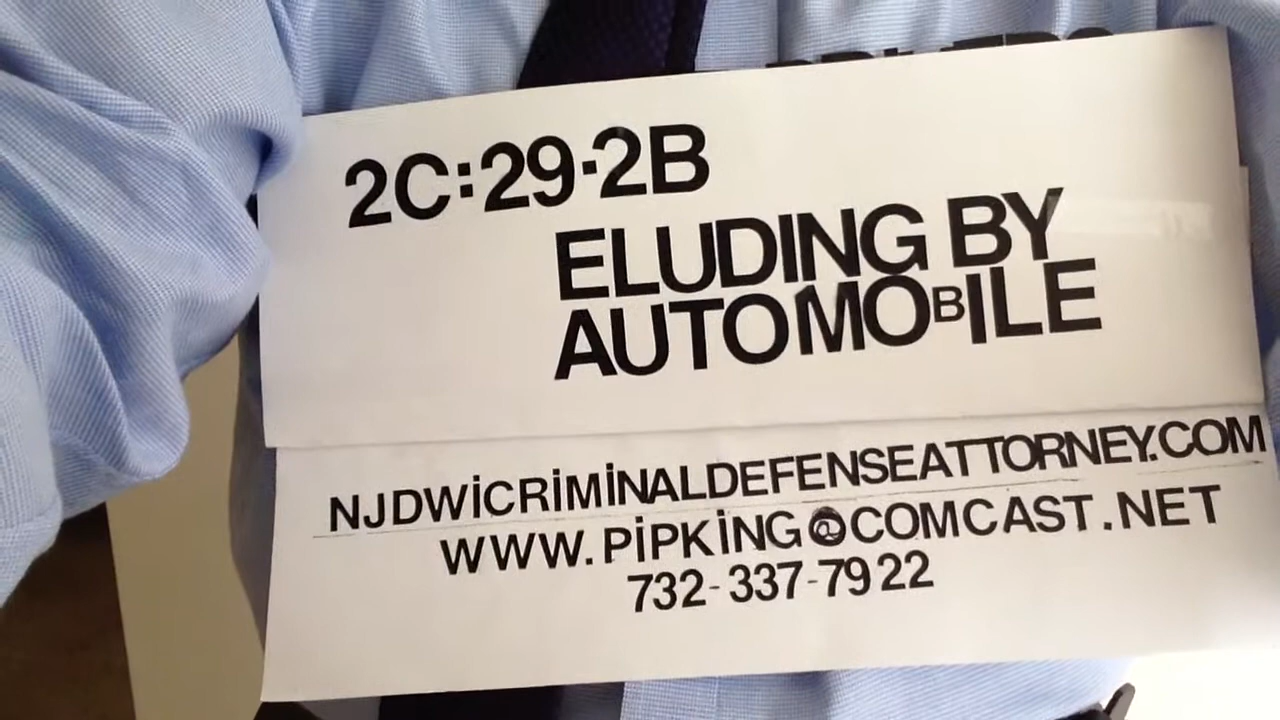 2C:29-2B
ELUDING BY
AUTOMOBILE
NJDWiCRiMiNALDEFENSEATTORNEY.COM
WWW.PiPKiNG@COMCAST.NET
732-337-7922